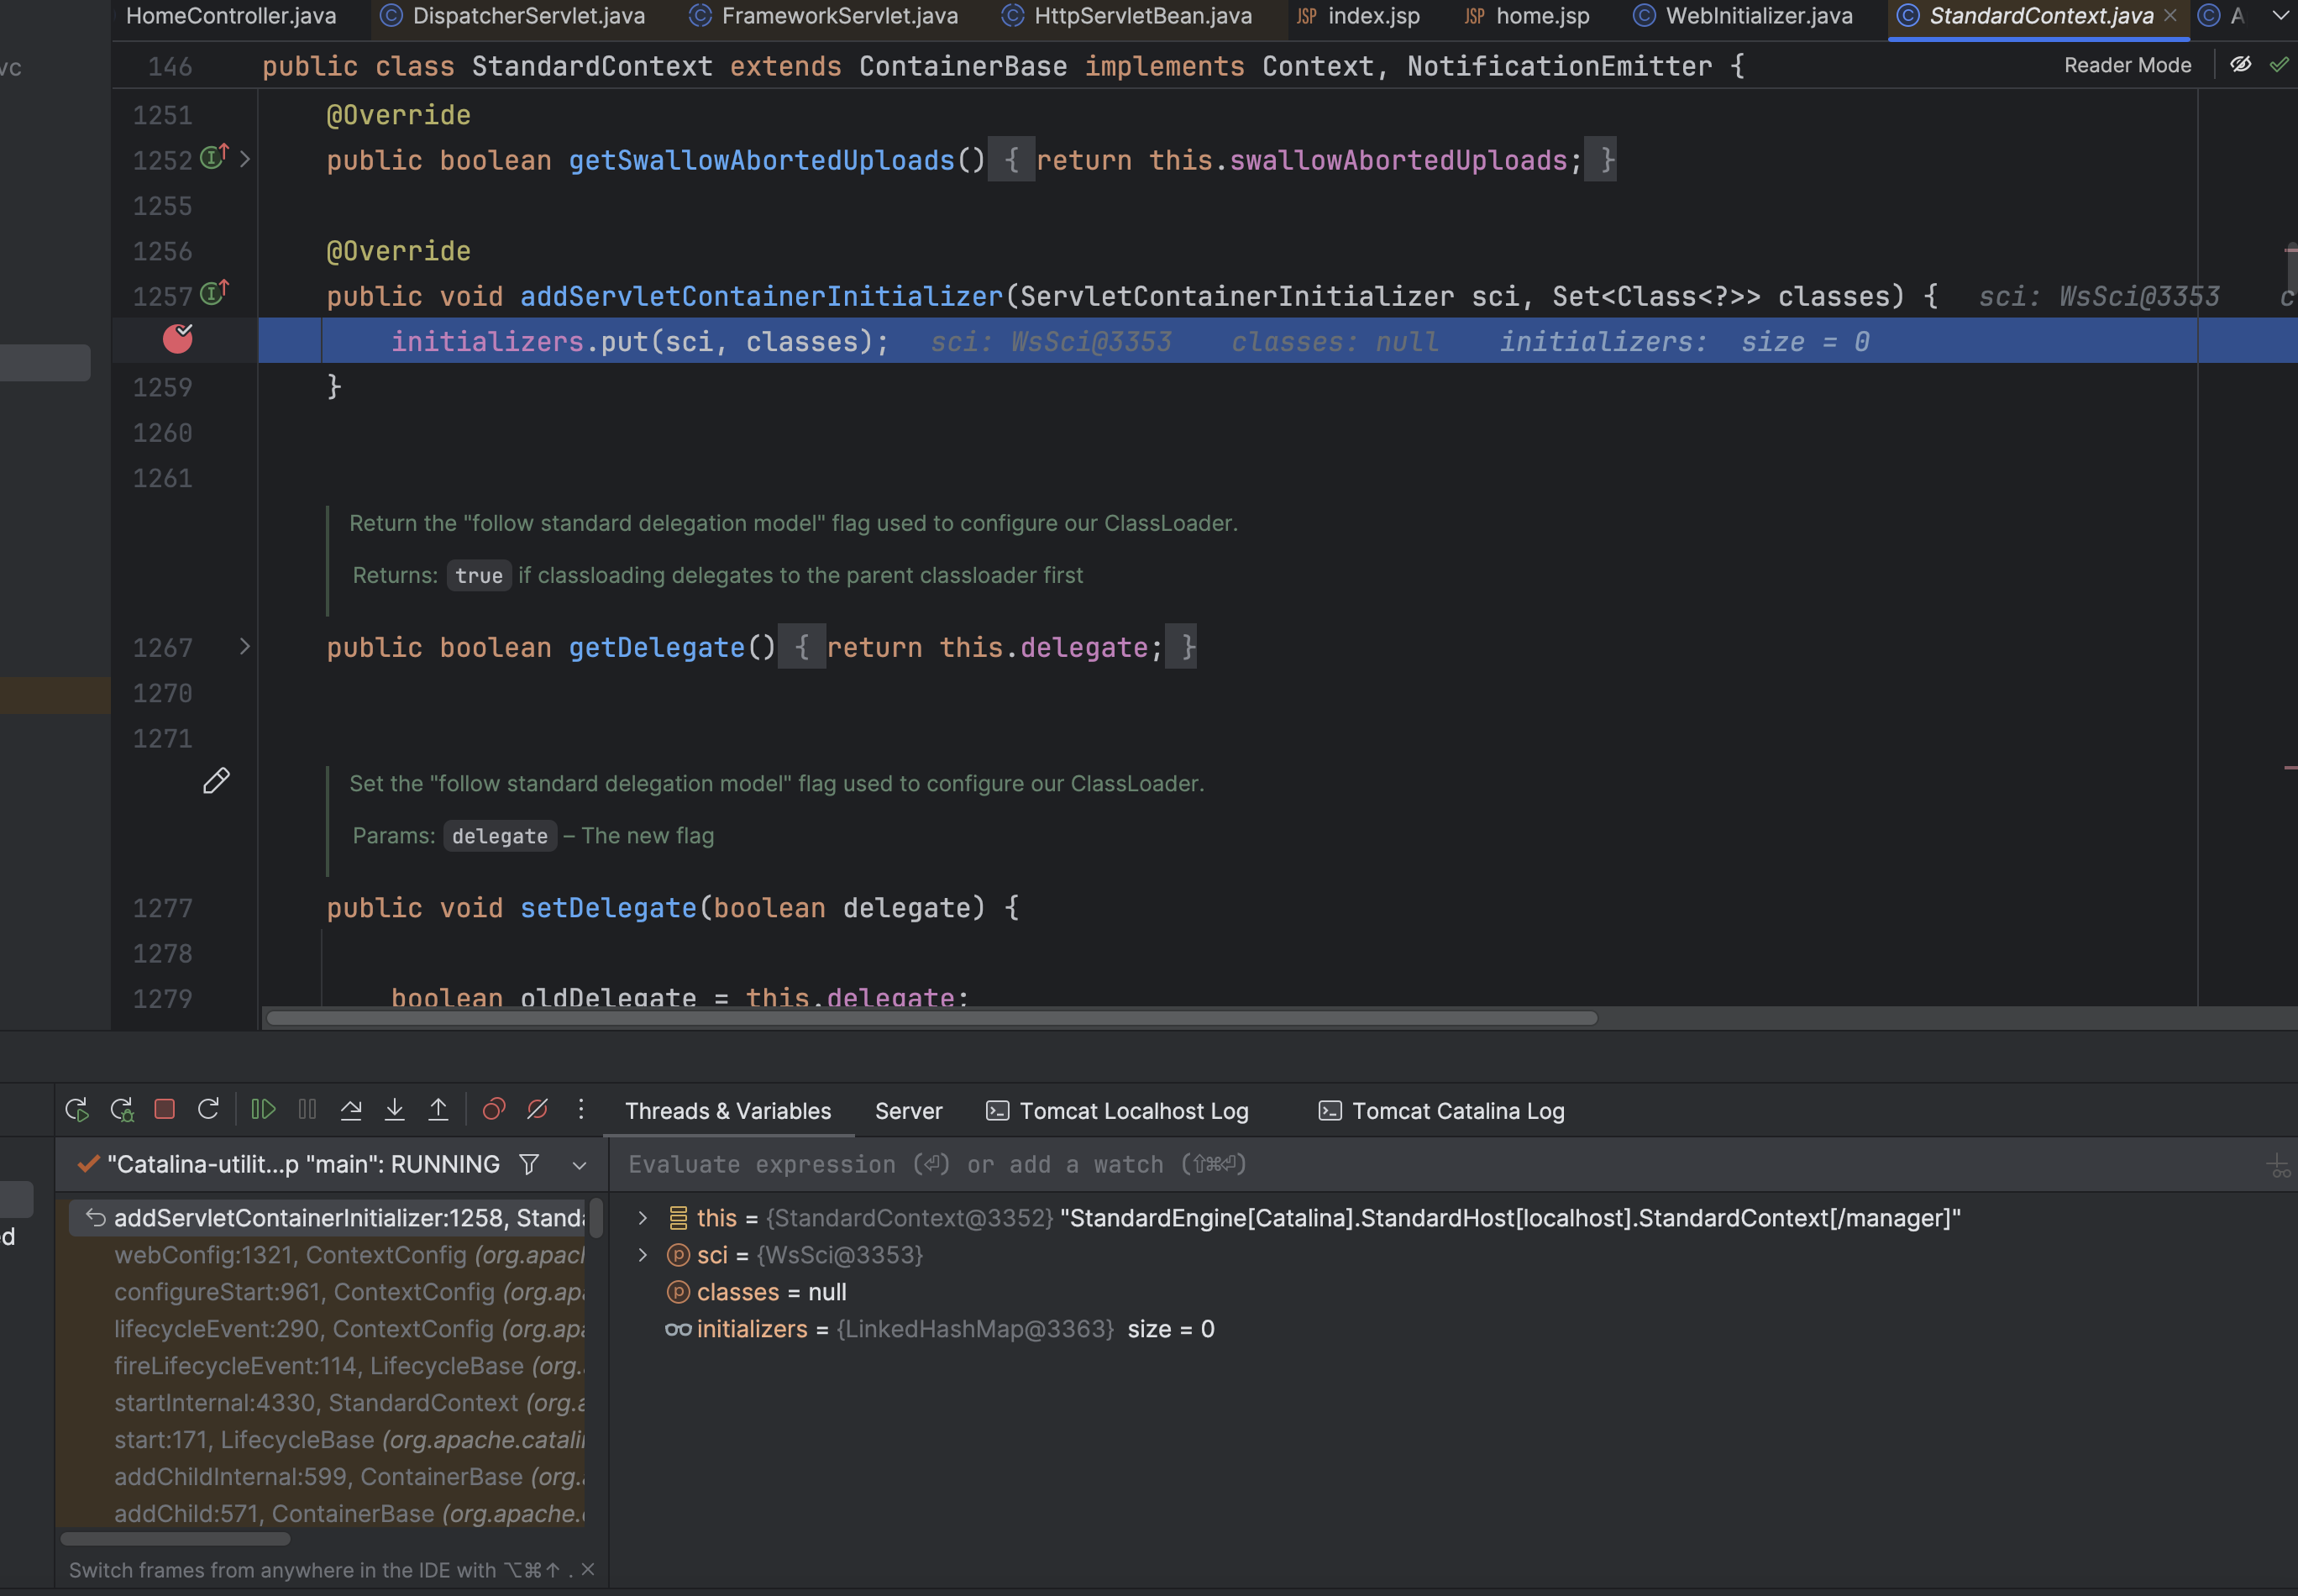 HomeController.java DispatcherServlet.java FrameworkServlet.java HttpServletBean.java JSP index.jsp JSP home.jsp WebInitializer.java StandardContext.java A
vc
146 public class StandardContext extends ContainerBase implements Context, NotificationEmitter { Reader Mode
1251 @Override
1252 public boolean getSwallowAbortedUploads() { return this.swallowAbortedUploads; }
1255
1256 @Override
1257 public void addServletContainerInitializer(ServletContainerInitializer sci, Set<Class<?>> classes) { sci: WsSci@3353 c
initializers.put(sci, classes); sci: WsSci@3353 classes: null initializers: size = 0
1259 }
1260
1261
Return the "follow standard delegation model" flag used to configure our ClassLoader.
Returns: true if classloading delegates to the parent classloader first
1267 public boolean getDelegate() { return this.delegate; }
1270
1271
Set the "follow standard delegation model" flag used to configure our ClassLoader.
Params: delegate – The new flag
1277 public void setDelegate(boolean delegate) {
1278
1279 boolean oldDelegate = this.delegate;
Threads & Variables Server Tomcat Localhost Log Tomcat Catalina Log
"Catalina-utilit...p "main": RUNNING
Evaluate expression (⏎) or add a watch (⇧⌘⏎)
addServletContainerInitializer:1258, Standa
webConfig:1321, ContextConfig (org.apach
configureStart:961, ContextConfig (org.apa
lifecycleEvent:290, ContextConfig (org.apa
fireLifecycleEvent:114, LifecycleBase (org.a
startInternal:4330, StandardContext (org.a
start:171, LifecycleBase (org.apache.catalin
addChildInternal:599, ContainerBase (org.a
addChild:571, ContainerBase (org.apache.c
this = {StandardContext@3352} "StandardEngine[Catalina].StandardHost[localhost].StandardContext[/manager]"
sci = {WsSci@3353}
classes = null
initializers = {LinkedHashMap@3363} size = 0
ed
Switch frames from anywhere in the IDE with ⌥⌘↑ .